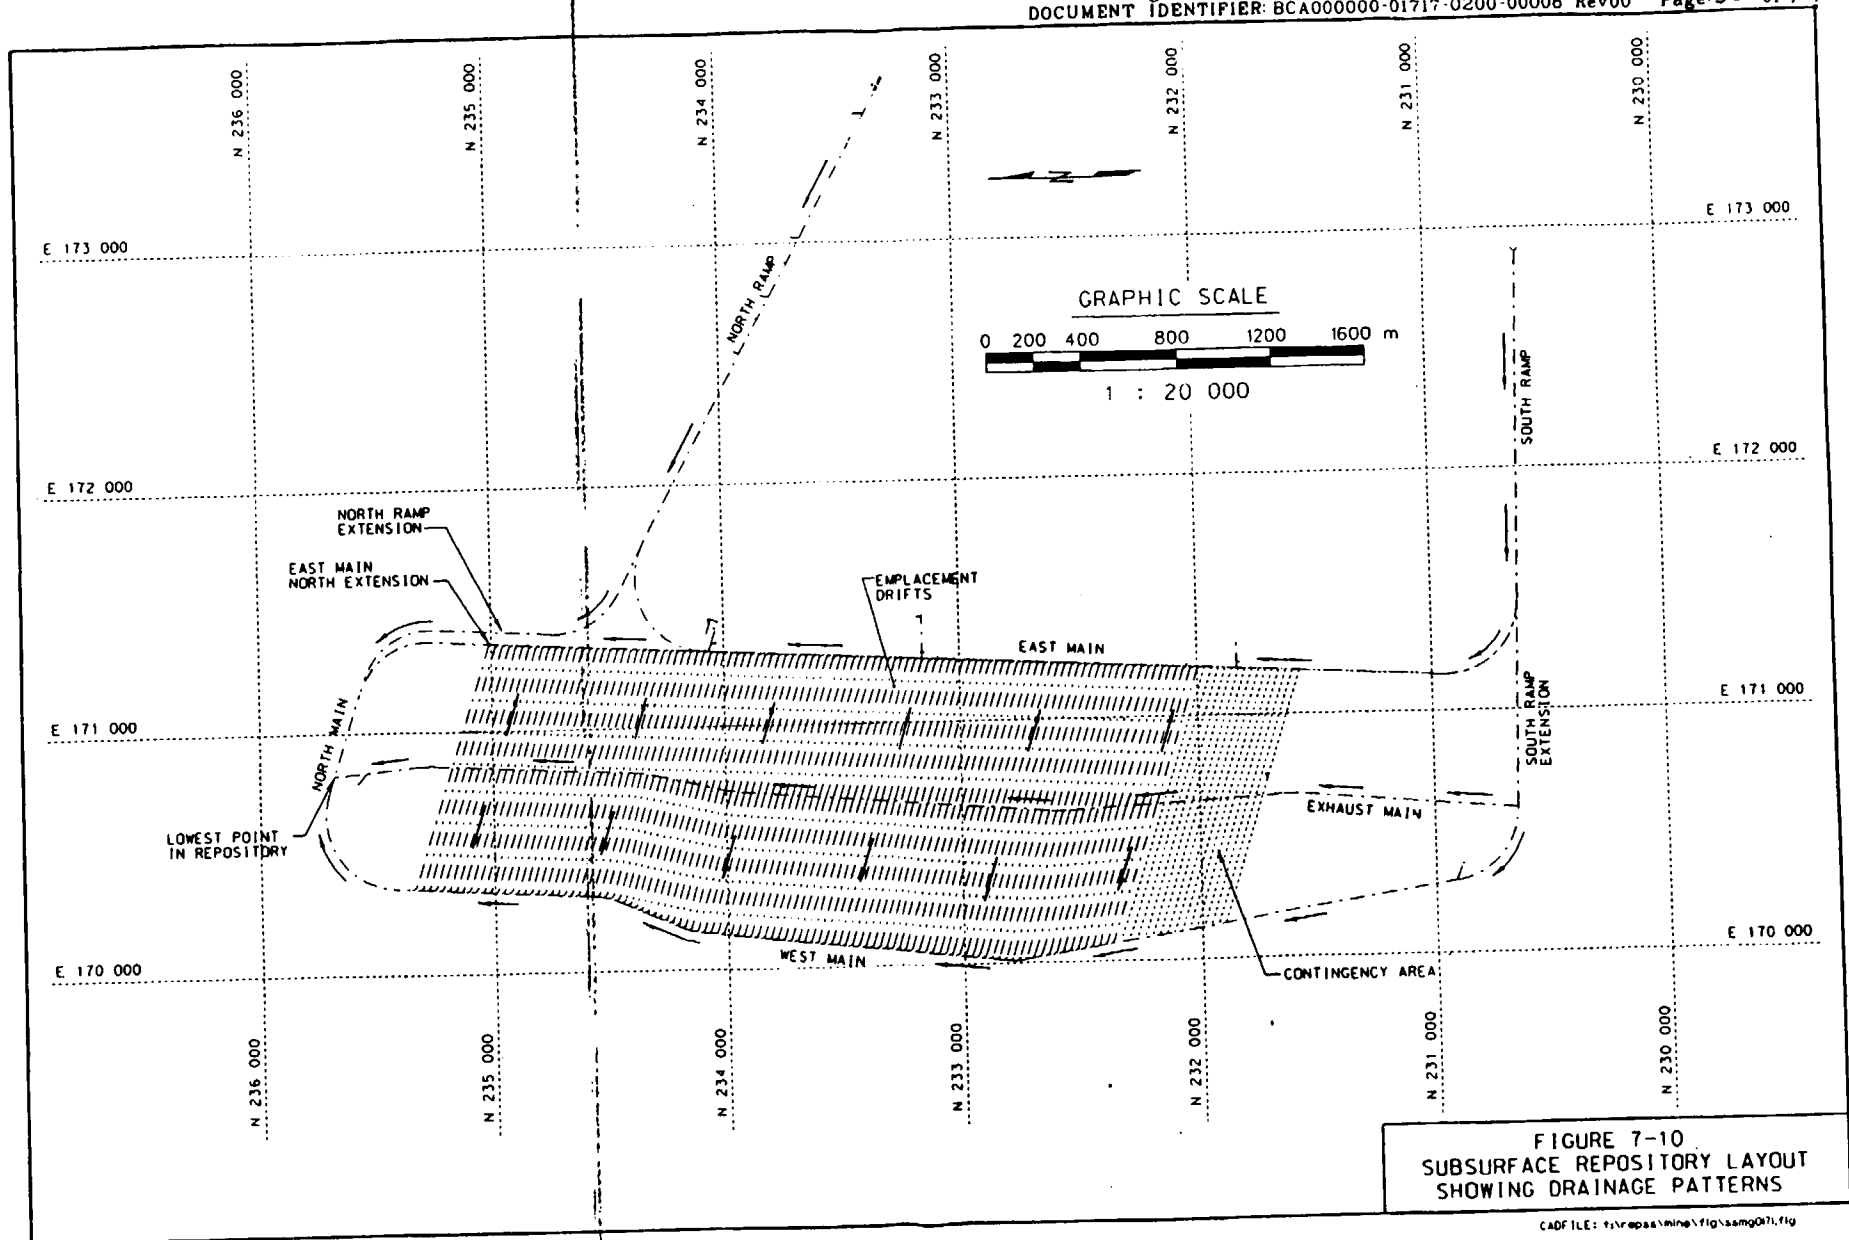 DOCUMENT IDENTIFIER: BCA000000-01717-0200-00008 Rev00 Page
N 236 000
N 235 000
N 234 000
N 233 000
N 232 000
N 231 000
N 230 000
E 173 000
E 173 000
NORTH RAMP
N
GRAPHIC SCALE
0 200 400 800 1200 1600 m
1 : 20 000
SOUTH RAMP
E 172 000
E 172 000
NORTH RAMP
EXTENSION
EAST MAIN
NORTH EXTENSION
EMPLACEMENT
DRIFTS
EAST MAIN
E 171 000
E 171 000
NORTH MAIN
SOUTH RAMP
EXTENSION
EXHAUST MAIN
LOWEST POINT
IN REPOSITORY
E 170 000
E 170 000
WEST MAIN
CONTINGENCY AREA
N 236 000
N 235 000
N 234 000
N 233 000
N 232 000
N 231 000
N 230 000
FIGURE 7-10
SUBSURFACE REPOSITORY LAYOUT
SHOWING DRAINAGE PATTERNS
CADFILE: